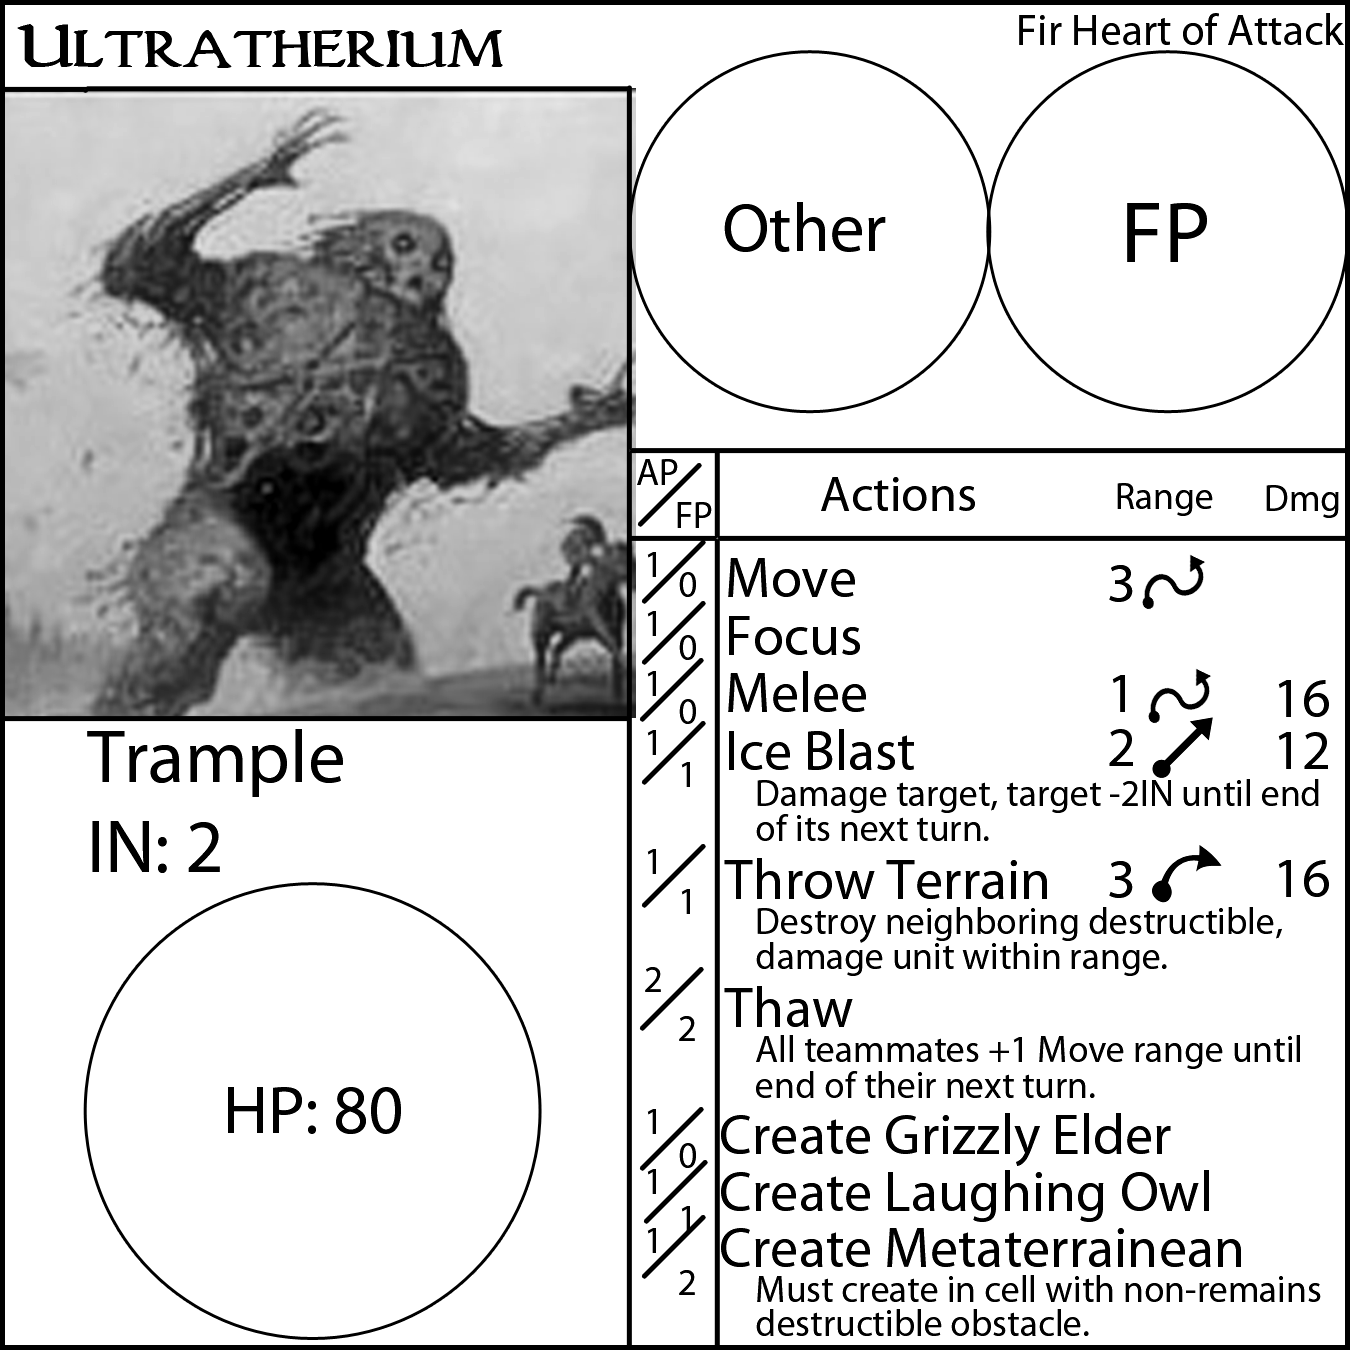 ULTRATHERIUM
Fir Heart of Attack
Other
FP
AP/FP Actions Range Dmg
1/0 Move 3
1/0 Focus
1/0 Melee 1 16
1/1 Ice Blast 2 12
Damage target, target -2IN until end
of its next turn.
1/1 Throw Terrain 3 16
Destroy neighboring destructible,
damage unit within range.
2/2 Thaw
All teammates +1 Move range until
end of their next turn.
1/0 Create Grizzly Elder
1/1 Create Laughing Owl
1/2 Create Metaterrainean
Must create in cell with non-remains
destructible obstacle.
Trample
IN: 2
HP: 80